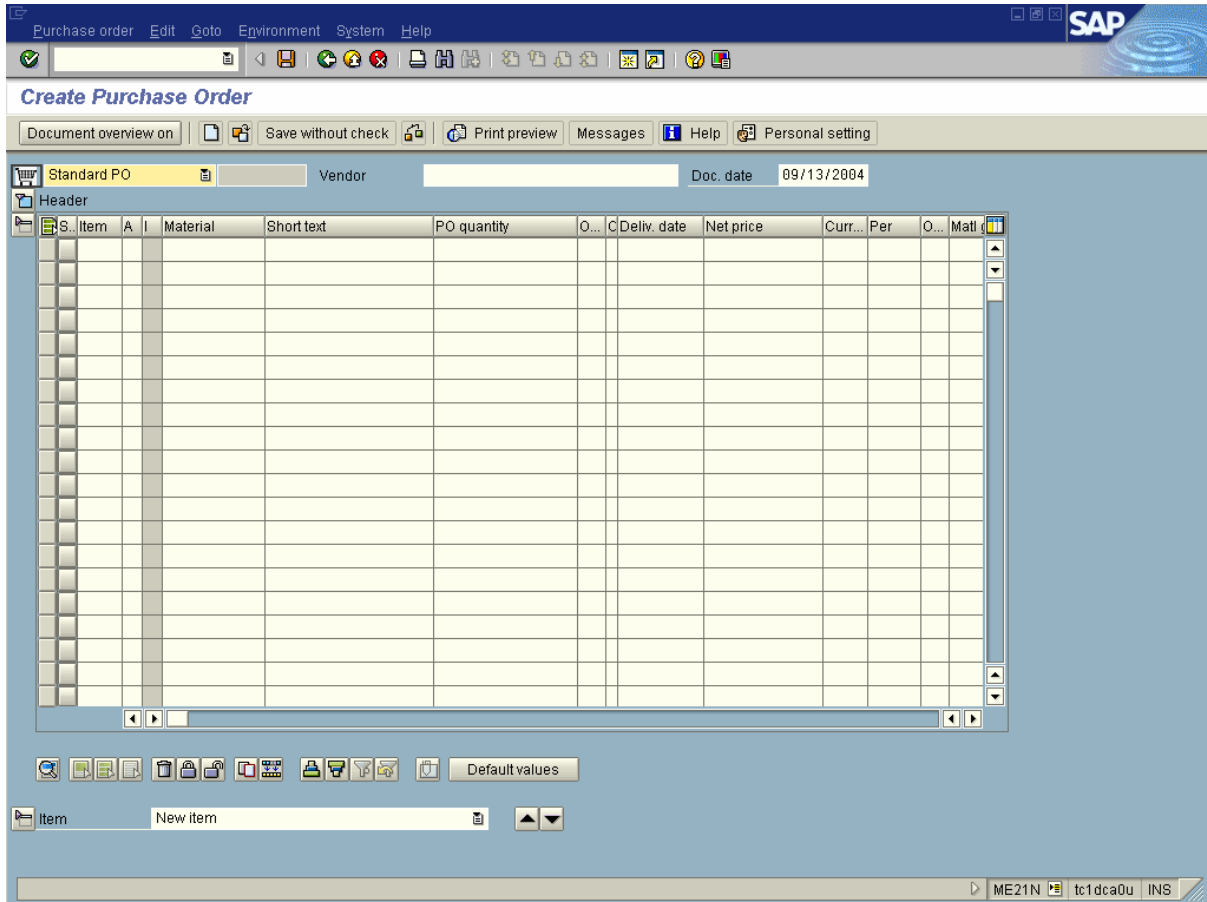 Purchase order Edit Goto Environment System Help
SAP
Create Purchase Order
Document overview on Save without check Print preview Messages Help Personal setting
Standard PO Vendor Doc. date 09/13/2004
Header
S.. Item A I Material Short text PO quantity O... C Deliv. date Net price Curr... Per O... Matl g
Default values
Item New item
ME21N tc1dca0u INS